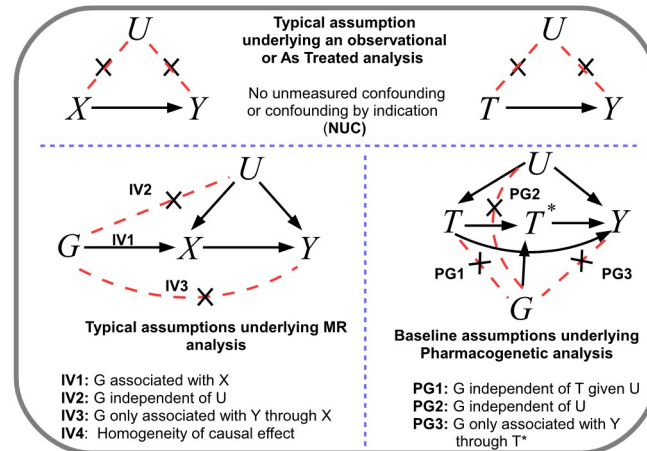 U
Typical assumption
underlying an observational
or As Treated analysis
U
X
Y
No unmeasured confounding
or confounding by indication
(NUC)
T
Y
U
IV2
G
IV1
X
Y
IV3
Typical assumptions underlying MR
analysis
IV1: G associated with X
IV2: G independent of U
IV3: G only associated with Y through X
IV4: Homogeneity of causal effect
U
PG2
T
T*
Y
PG1
PG3
G
Baseline assumptions underlying
Pharmacogenetic analysis
PG1: G independent of T given U
PG2: G independent of U
PG3: G only associated with Y
through T*